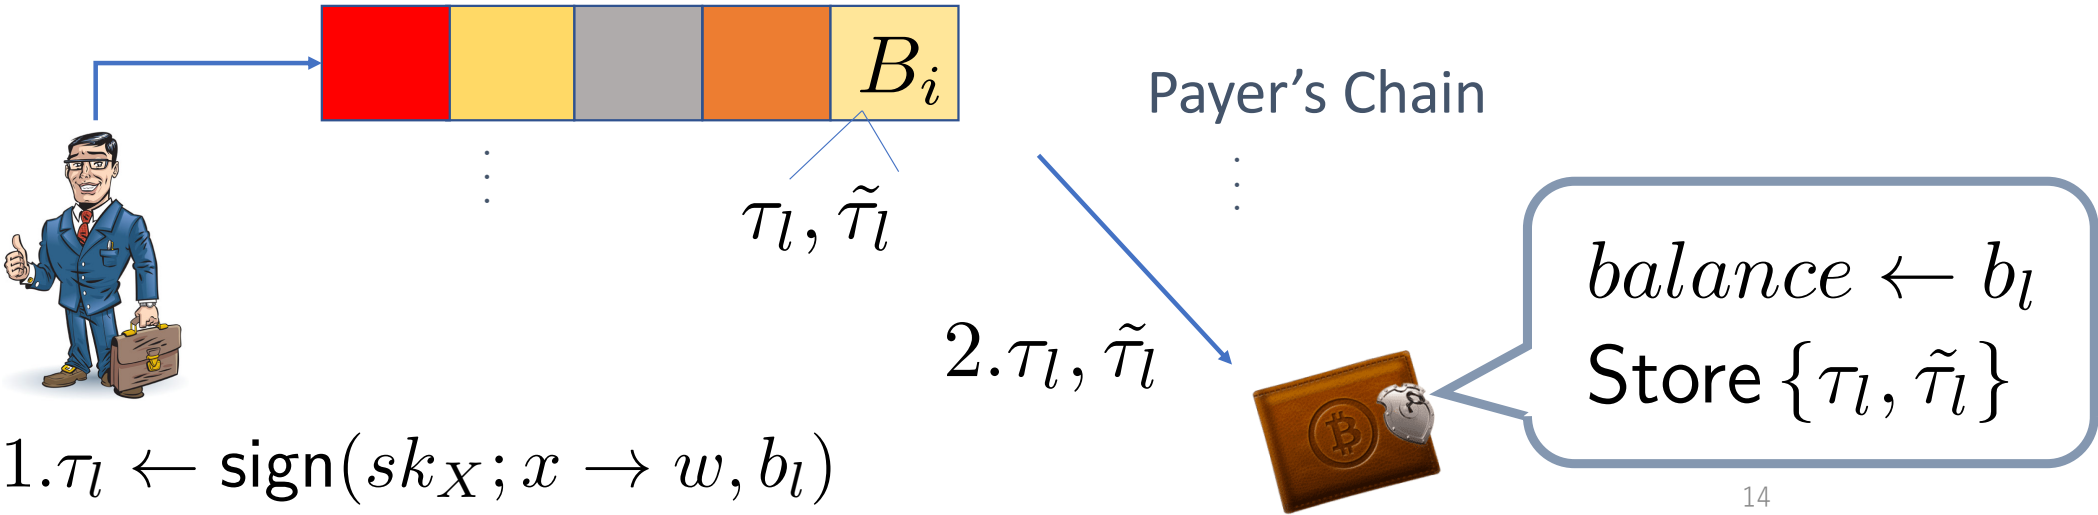 B_i
Payer's Chain
τ_l, τ̃_l
2.τ_l, τ̃_l
balance ← b_l
Store {τ_l, τ̃_l}
1.τ_l ← sign(sk_X; x → w, b_l)
14